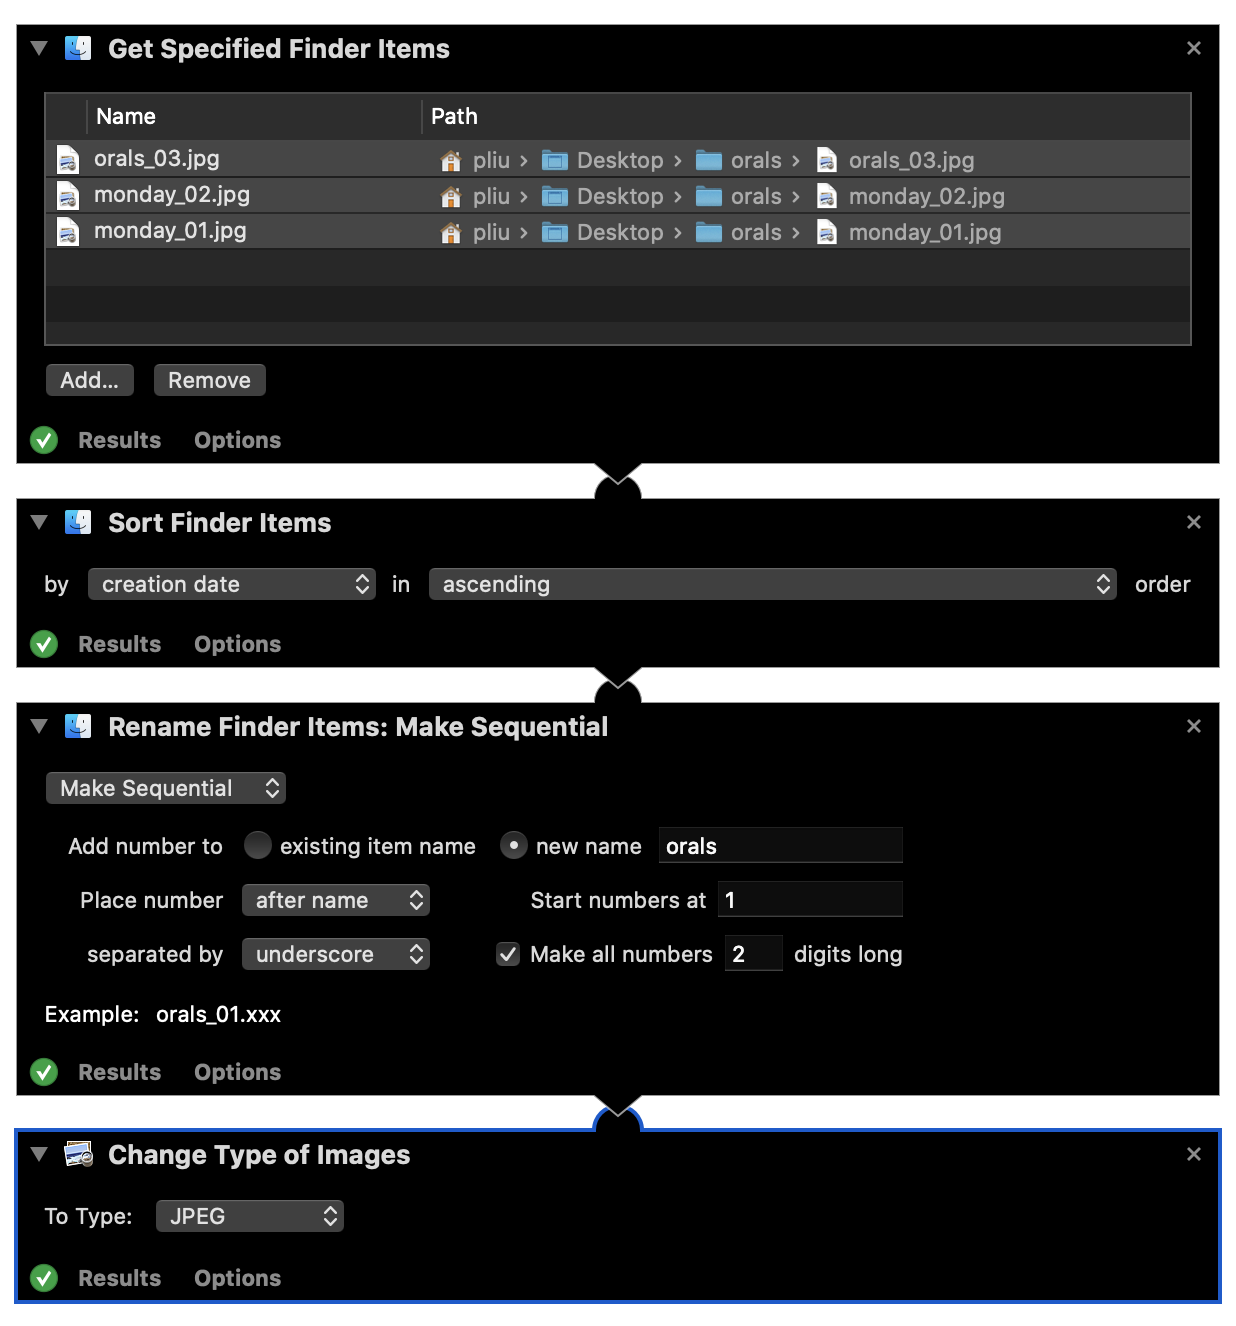 Get Specified Finder Items
Name Path
orals_03.jpg pliu › Desktop › orals › orals_03.jpg
monday_02.jpg pliu › Desktop › orals › monday_02.jpg
monday_01.jpg pliu › Desktop › orals › monday_01.jpg
Add... Remove
Results Options
Sort Finder Items
by creation date in ascending order
Results Options
Rename Finder Items: Make Sequential
Make Sequential
Add number to existing item name new name orals
Place number after name Start numbers at 1
separated by underscore Make all numbers 2 digits long
Example: orals_01.xxx
Results Options
Change Type of Images
To Type: JPEG
Results Options